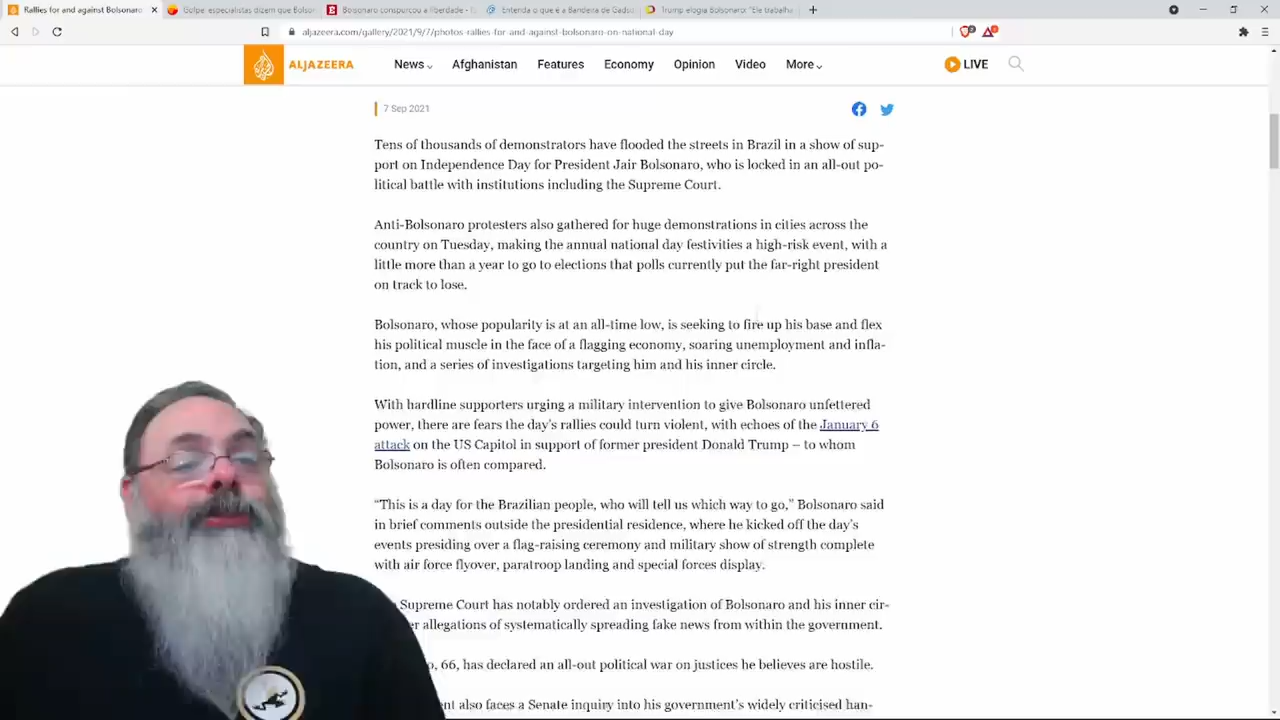 Rallies for and against Bolsonaro
Golpe: especialistas dizem que Bolson
Bolsonaro conspurcou a liberdade -
Entenda o que é a Bandeira de Gads
Trump elogia Bolsonaro: "Ele trabalha
aljazeera.com/gallery/2021/9/7/photos-rallies-for-and-against-bolsonaro-on-national-day
ALJAZEERA
News
Afghanistan
Features
Economy
Opinion
Video
More
LIVE
7 Sep 2021
Tens of thousands of demonstrators have flooded the streets in Brazil in a show of sup-
port on Independence Day for President Jair Bolsonaro, who is locked in an all-out po-
litical battle with institutions including the Supreme Court.
Anti-Bolsonaro protesters also gathered for huge demonstrations in cities across the
country on Tuesday, making the annual national day festivities a high-risk event, with a
little more than a year to go to elections that polls currently put the far-right president
on track to lose.
Bolsonaro, whose popularity is at an all-time low, is seeking to fire up his base and flex
his political muscle in the face of a flagging economy, soaring unemployment and infla-
tion, and a series of investigations targeting him and his inner circle.
With hardline supporters urging a military intervention to give Bolsonaro unfettered
power, there are fears the day's rallies could turn violent, with echoes of the January 6
attack on the US Capitol in support of former president Donald Trump – to whom
Bolsonaro is often compared.
“This is a day for the Brazilian people, who will tell us which way to go,” Bolsonaro said
in brief comments outside the presidential residence, where he kicked off the day's
events presiding over a flag-raising ceremony and military show of strength complete
with air force flyover, paratroop landing and special forces display.
Supreme Court has notably ordered an investigation of Bolsonaro and his inner cir-
er allegations of systematically spreading fake news from within the government.
o, 66, has declared an all-out political war on justices he believes are hostile.
ent also faces a Senate inquiry into his government's widely criticised han-